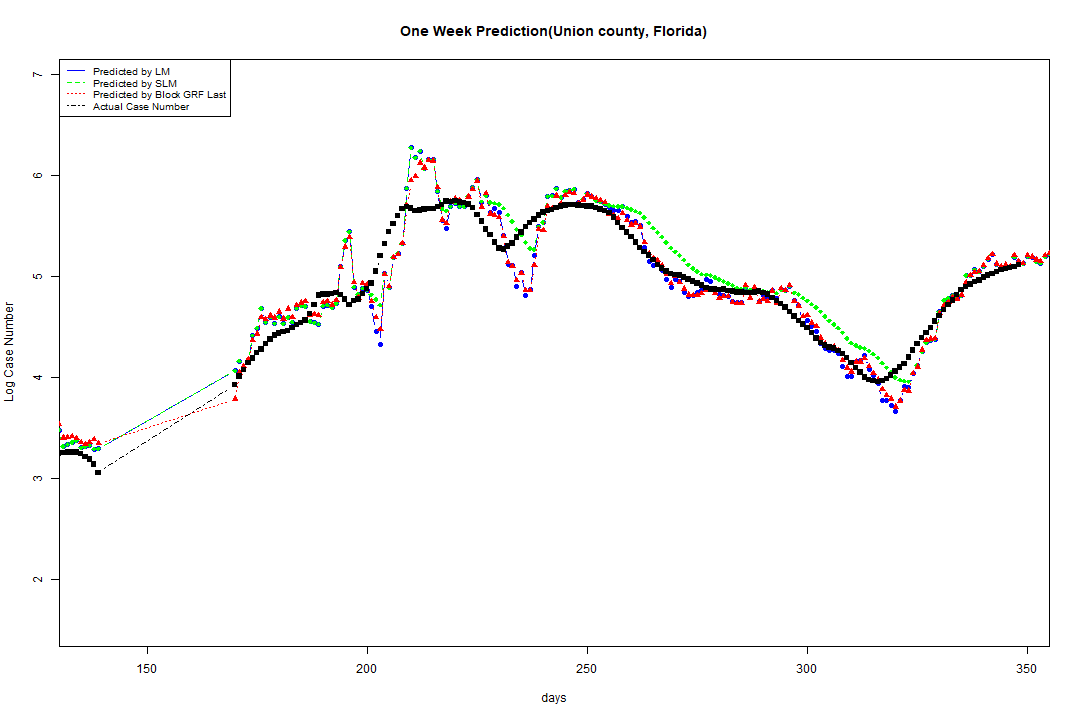 One Week Prediction(Union county, Florida)
Predicted by LM
Predicted by SLM
Predicted by Block GRF Last
Actual Case Number
Log Case Number
7
6
5
4
3
2
150 200 250 300 350
days